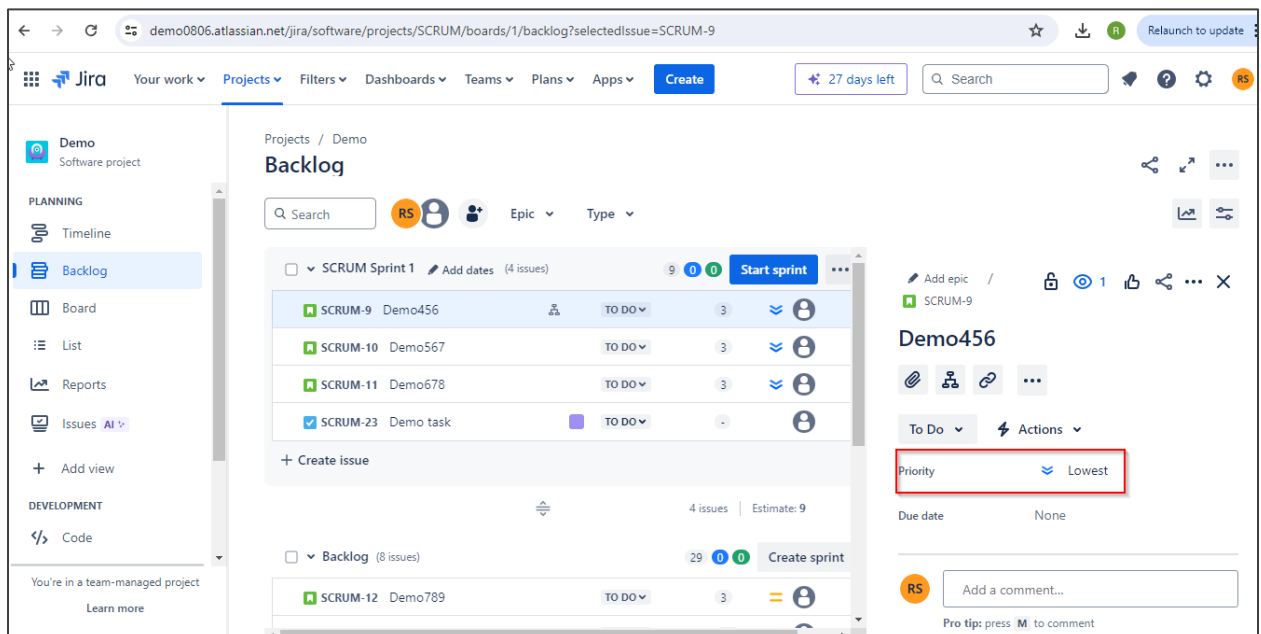 demo0806.atlassian.net/jira/software/projects/SCRUM/boards/1/backlog?selectedIssue=SCRUM-9
R
Relaunch to update
Jira
Your work
Projects
Filters
Dashboards
Teams
Plans
Apps
Create
27 days left
Search
RS
Demo
Software project
PLANNING
Timeline
Backlog
Board
List
Reports
Issues AI
+ Add view
DEVELOPMENT
Code
You're in a team-managed project
Learn more
Projects / Demo
Backlog
Search
RS
Epic
Type
SCRUM Sprint 1 Add dates (4 issues) 9 0 0 Start sprint
SCRUM-9 Demo456 TO DO 3
SCRUM-10 Demo567 TO DO 3
SCRUM-11 Demo678 TO DO 3
SCRUM-23 Demo task TO DO -
+ Create issue
4 issues Estimate: 9
Backlog (8 issues) 29 0 0 Create sprint
SCRUM-12 Demo789 TO DO 3
Add epic / 1
SCRUM-9
Demo456
To Do Actions
Priority Lowest
Due date None
RS Add a comment...
Pro tip: press M to comment